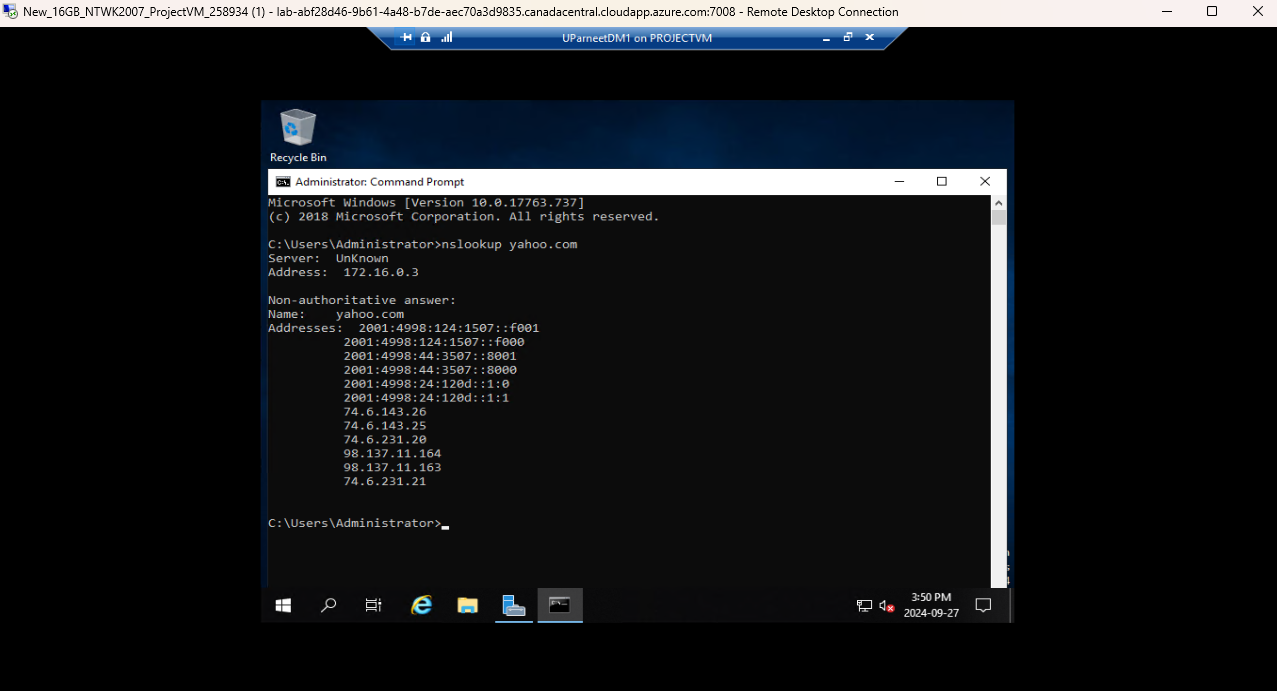 New_16GB_NTWK2007_ProjectVM_258934 (1) - lab-abf28d46-9b61-4a48-b7de-aec70a3d9835.canadacentral.cloudapp.azure.com:7008 - Remote Desktop Connection
UParneetDM1 on PROJECTVM
Recycle Bin
Administrator: Command Prompt
Microsoft Windows [Version 10.0.17763.737]
(c) 2018 Microsoft Corporation. All rights reserved.
C:\Users\Administrator>nslookup yahoo.com
Server:  UnKnown
Address:  172.16.0.3
Non-authoritative answer:
Name:    yahoo.com
Addresses:  2001:4998:124:1507::f001
2001:4998:124:1507::f000
2001:4998:44:3507::8001
2001:4998:44:3507::8000
2001:4998:24:120d::1:0
2001:4998:24:120d::1:1
74.6.143.26
74.6.143.25
74.6.231.20
98.137.11.164
98.137.11.163
74.6.231.21
C:\Users\Administrator>
3:50 PM
2024-09-27